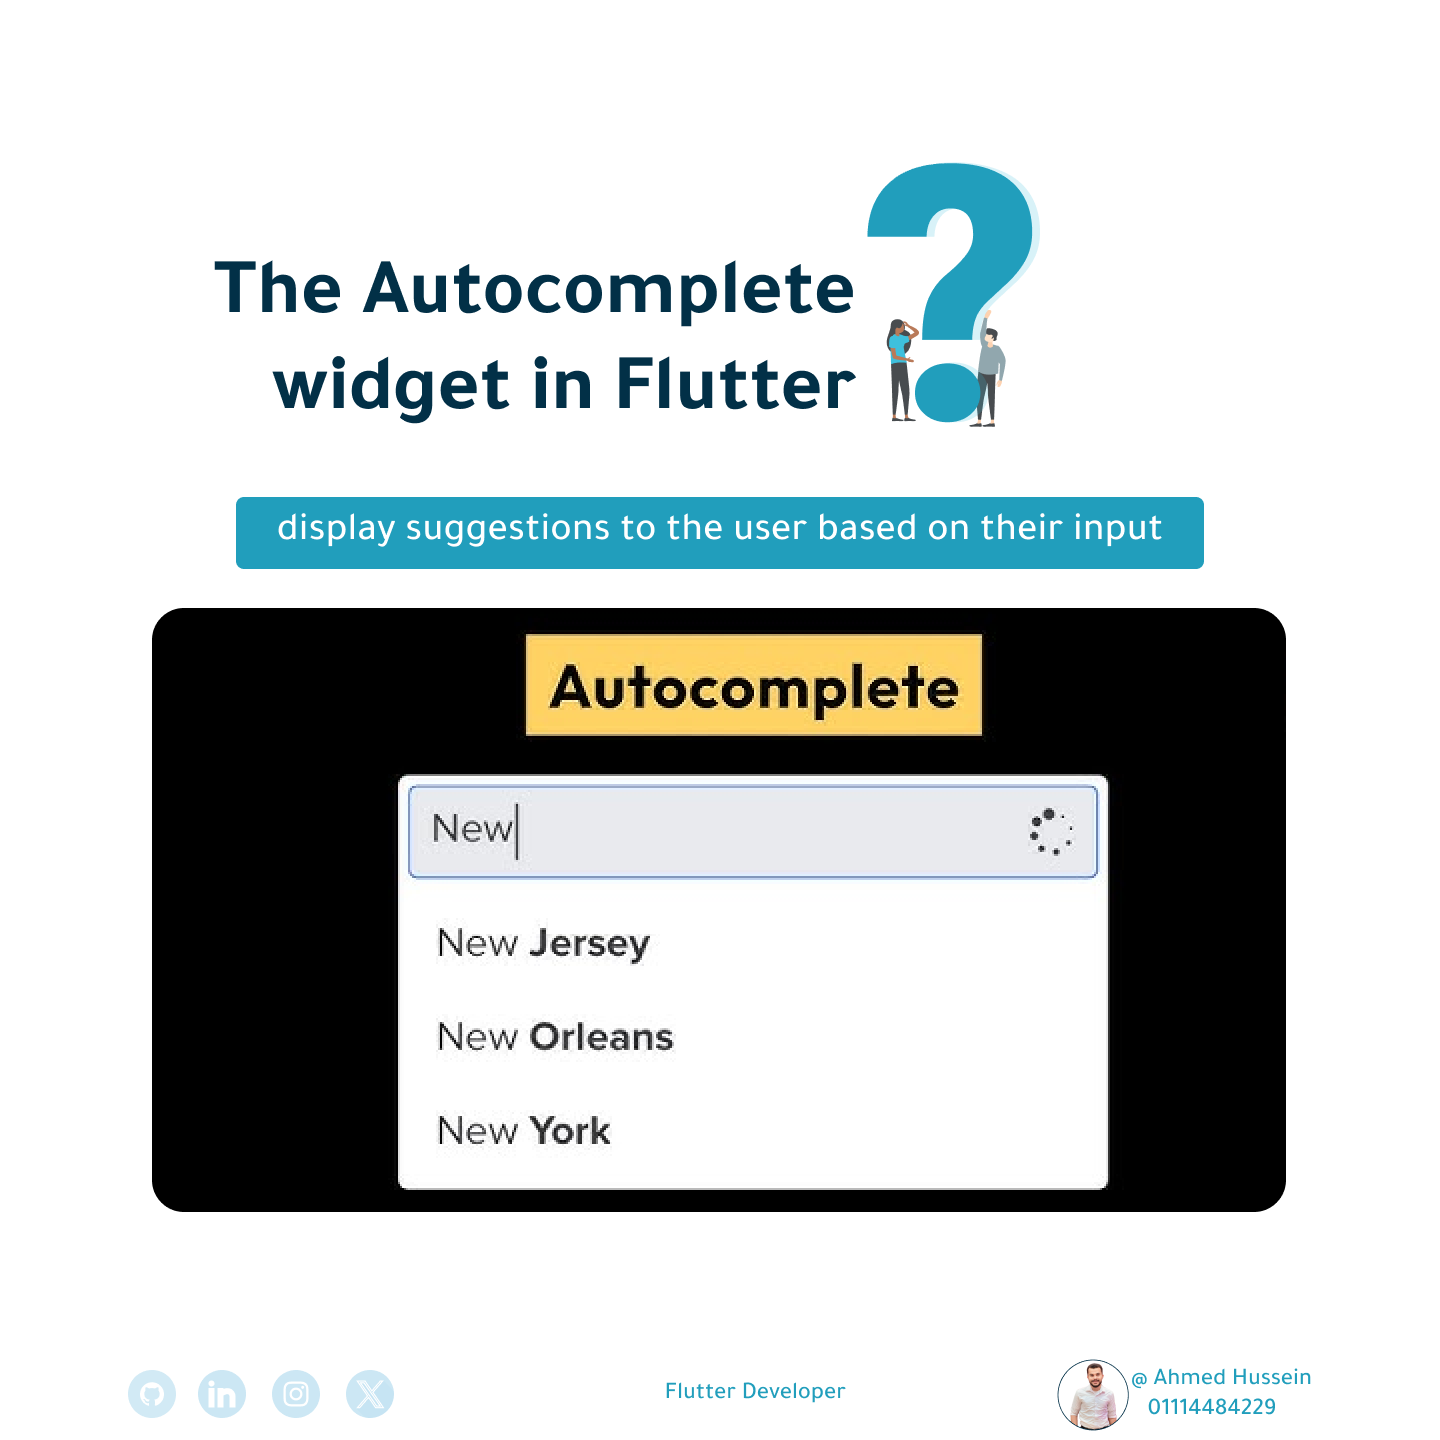 The Autocomplete
widget in Flutter
?
display suggestions to the user based on their input
Autocomplete
New
New Jersey
New Orleans
New York
Flutter Developer
@ Ahmed Hussein
01114484229